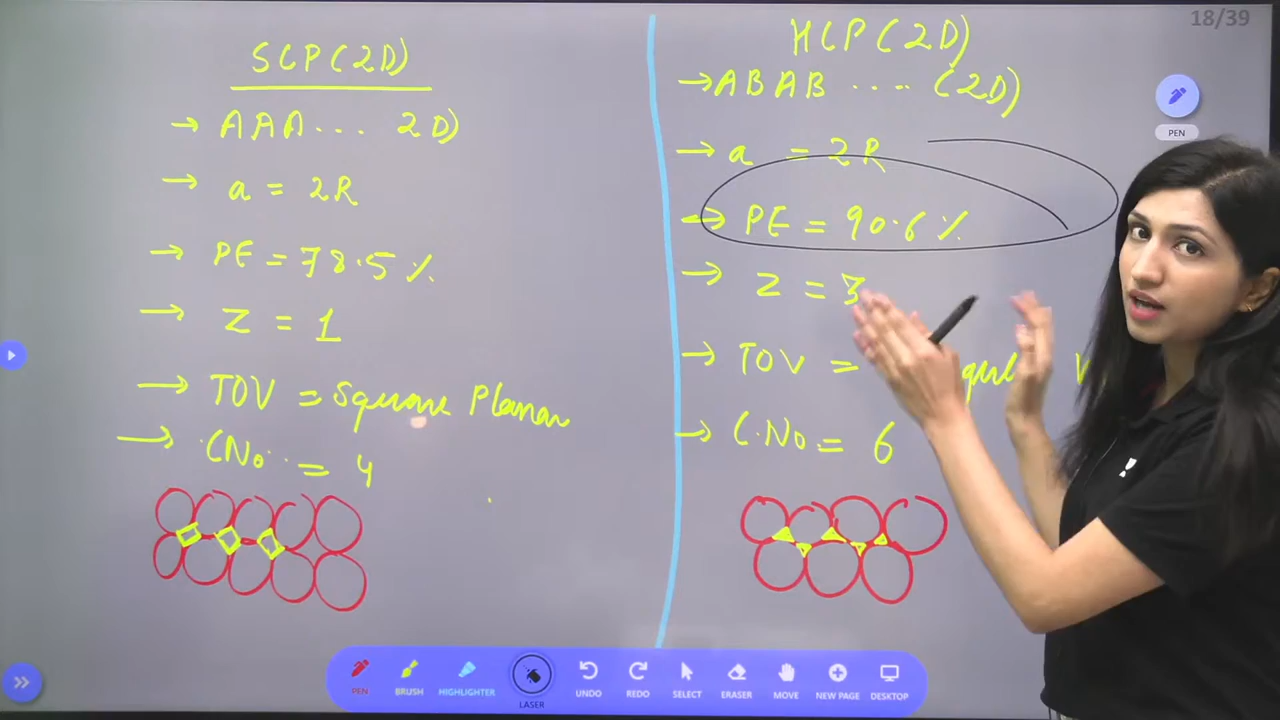 18/39
SCP(2D)
→ AAA... 2D)
→ a = 2R
→ PE = 78.5 %
→ Z = 1
→ TOV = Square Planar
→ C No.. = 4
HCP(2D)
→ ABAB .... (2D)
→ a = 2R
→ PE = 90.6 %
→ Z = 3
→ TOV =
→ C.No. = 6
PEN
PEN
BRUSH
HIGHLIGHTER
LASER
UNDO
REDO
SELECT
ERASER
MOVE
NEW PAGE
DESKTOP